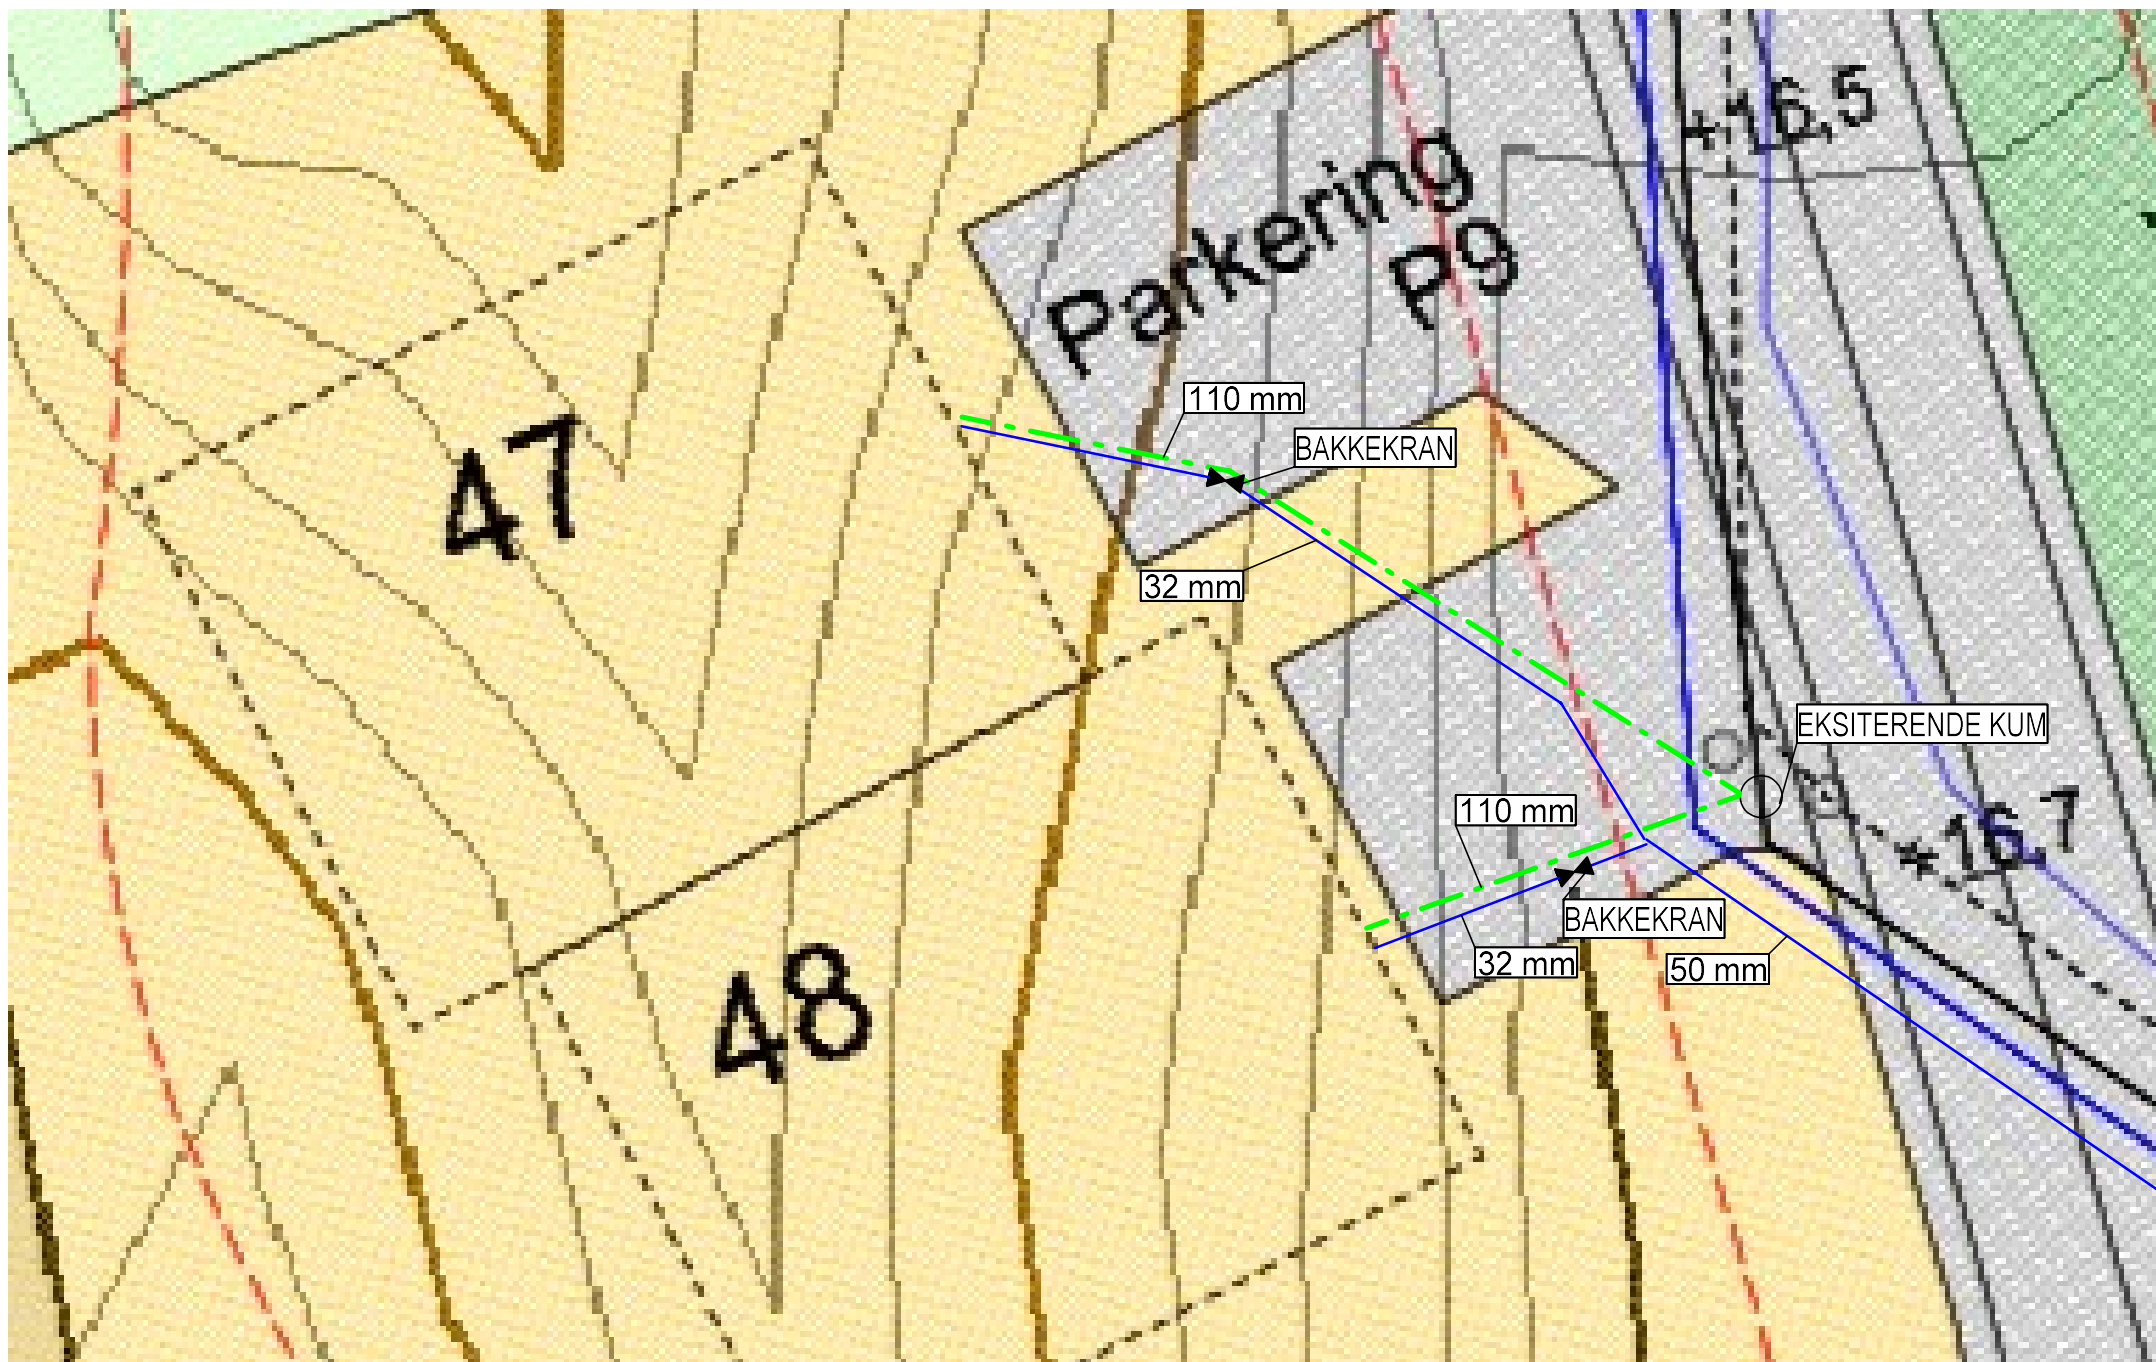 +16,5
Parkering
P9
110 mm
BAKKEKRAN
47
32 mm
EKSITERENDE KUM
110 mm
16,7
BAKKEKRAN
32 mm
50 mm
48